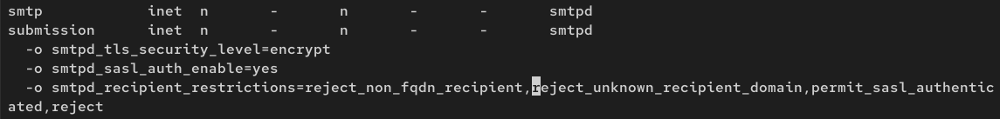 smtp          inet  n       -       n       -       -       smtpd
submission    inet  n       -       n       -       -       smtpd
  -o smtpd_tls_security_level=encrypt
  -o smtpd_sasl_auth_enable=yes
  -o smtpd_recipient_restrictions=reject_non_fqdn_recipient,reject_unknown_recipient_domain,permit_sasl_authentic
ated,reject